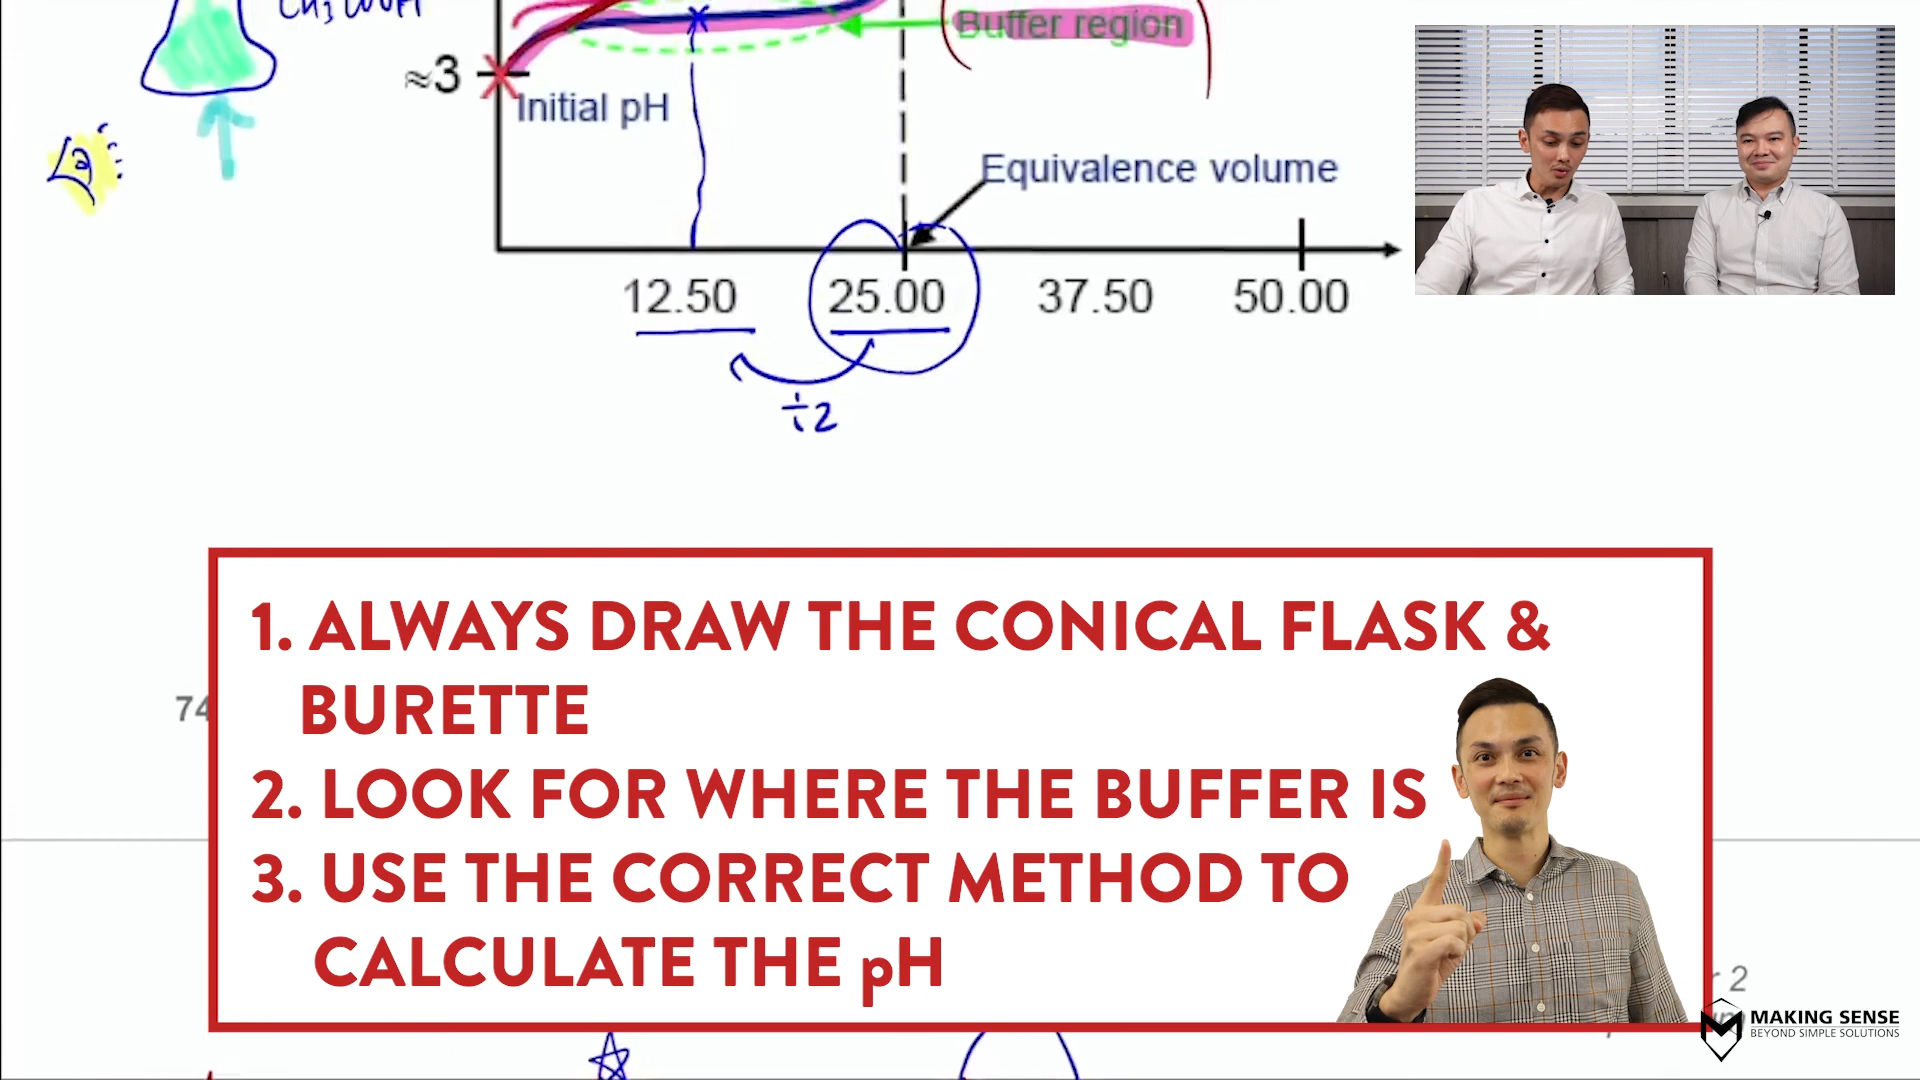 CH3COOH
Buffer region
≈3
Initial pH
Equivalence volume
12.50 25.00 37.50 50.00
÷2
1. ALWAYS DRAW THE CONICAL FLASK &
BURETTE
74
2. LOOK FOR WHERE THE BUFFER IS
3. USE THE CORRECT METHOD TO
CALCULATE THE pH
r 2
MAKING SENSE
BEYOND SIMPLE SOLUTIONS